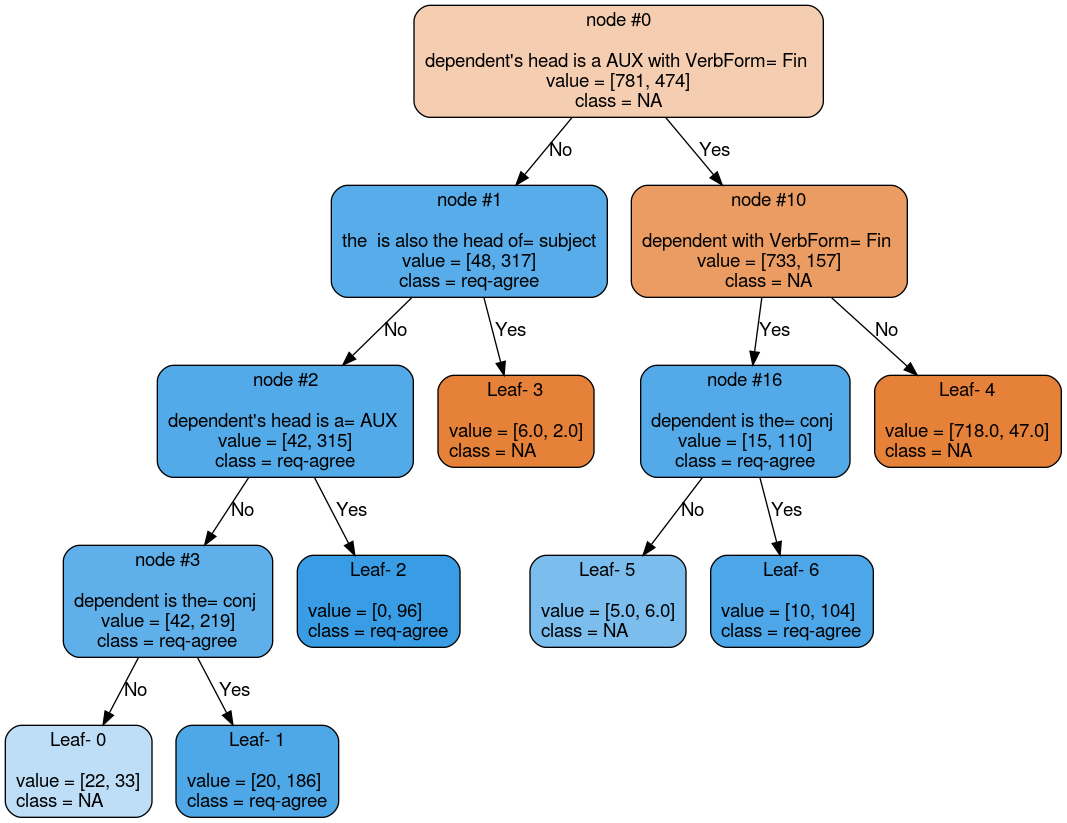 node #0
dependent's head is a AUX with VerbForm= Fin
value = [781, 474]
class = NA
No
Yes
node #1
the  is also the head of= subject
value = [48, 317]
class = req-agree
node #10
dependent with VerbForm= Fin
value = [733, 157]
class = NA
No
Yes
Yes
No
node #2
dependent's head is a= AUX
value = [42, 315]
class = req-agree
Leaf- 3
value = [6.0, 2.0]
class = NA
node #16
dependent is the= conj
value = [15, 110]
class = req-agree
Leaf- 4
value = [718.0, 47.0]
class = NA
No
Yes
No
Yes
node #3
dependent is the= conj
value = [42, 219]
class = req-agree
Leaf- 2
value = [0, 96]
class = req-agree
Leaf- 5
value = [5.0, 6.0]
class = NA
Leaf- 6
value = [10, 104]
class = req-agree
No
Yes
Leaf- 0
value = [22, 33]
class = NA
Leaf- 1
value = [20, 186]
class = req-agree